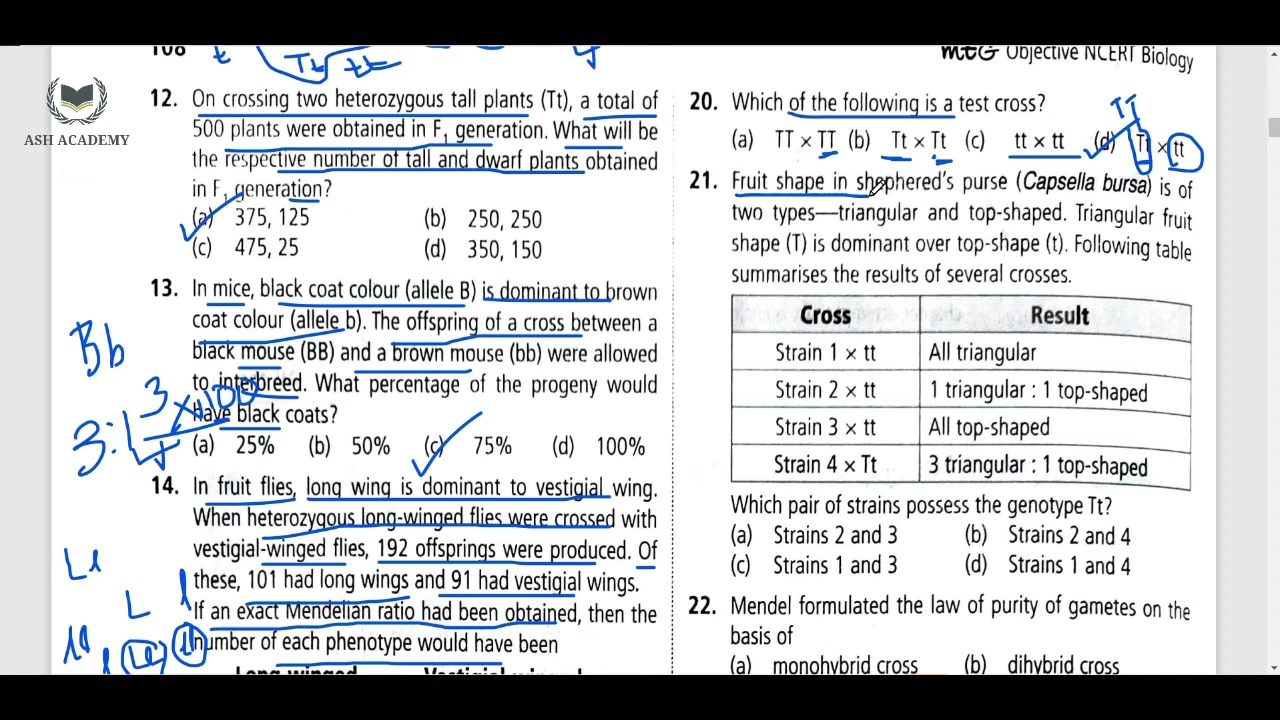 108
mtG Objective NCERT Biology
ASH ACADEMY
t
Tt
tt
12. On crossing two heterozygous tall plants (Tt), a total of
500 plants were obtained in F1 generation. What will be
the respective number of tall and dwarf plants obtained
in F1 generation?
(a) 375, 125 (b) 250, 250
(c) 475, 25 (d) 350, 150
13. In mice, black coat colour (allele B) is dominant to brown
coat colour (allele b). The offspring of a cross between a
black mouse (BB) and a brown mouse (bb) were allowed
to interbreed. What percentage of the progeny would
have black coats?
(a) 25% (b) 50% (c) 75% (d) 100%
Bb
3:1
3
x100
14. In fruit flies, long wing is dominant to vestigial wing.
When heterozygous long-winged flies were crossed with
vestigial-winged flies, 192 offsprings were produced. Of
these, 101 had long wings and 91 had vestigial wings.
If an exact Mendelian ratio had been obtained, then the
number of each phenotype would have been
Ll
L l
ll
l Ll ll
20. Which of the following is a test cross?
TT
(a) TT × TT (b) Tt × Tt (c) tt × tt (d) Tt × tt
21. Fruit shape in shephered's purse (Capsella bursa) is of
two types—triangular and top-shaped. Triangular fruit
shape (T) is dominant over top-shape (t). Following table
summarises the results of several crosses.
Cross Result
Strain 1 × tt All triangular
Strain 2 × tt 1 triangular : 1 top-shaped
Strain 3 × tt All top-shaped
Strain 4 × Tt 3 triangular : 1 top-shaped
Which pair of strains possess the genotype Tt?
(a) Strains 2 and 3 (b) Strains 2 and 4
(c) Strains 1 and 3 (d) Strains 1 and 4
22. Mendel formulated the law of purity of gametes on the
basis of
(a) monohybrid cross (b) dihybrid cross